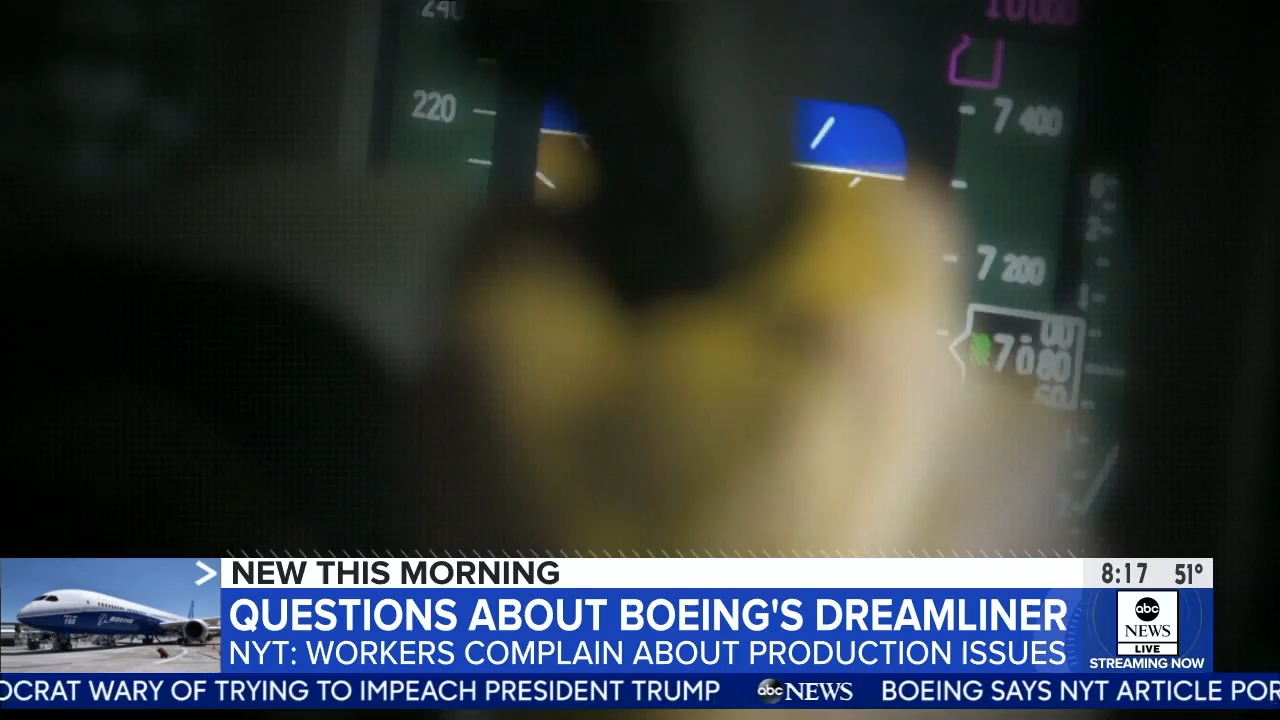 240
10000
220
7 400
7 200
7 0 80
NEW THIS MORNING
8:17 51°
QUESTIONS ABOUT BOEING'S DREAMLINER
NYT: WORKERS COMPLAIN ABOUT PRODUCTION ISSUES
BOEING
abc
NEWS
LIVE
STREAMING NOW
OCRAT WARY OF TRYING TO IMPEACH PRESIDENT TRUMP abc NEWS BOEING SAYS NYT ARTICLE POR